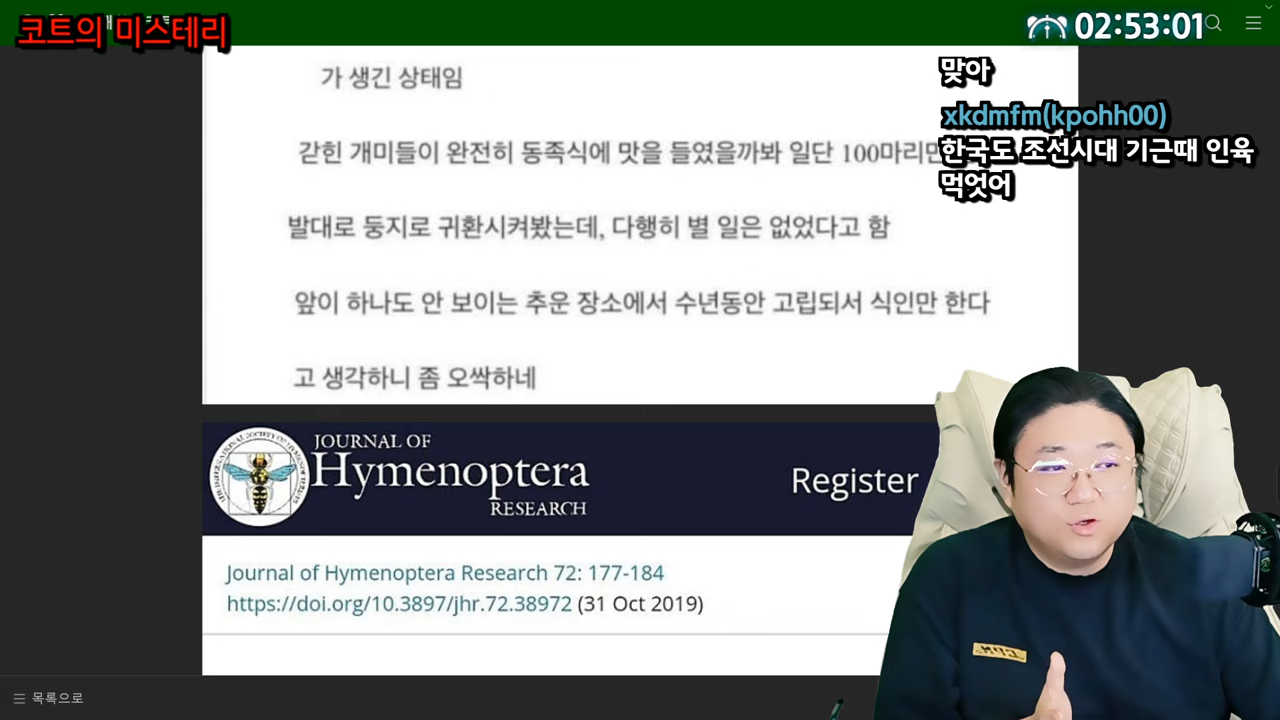 코트의 미스테리
02:53:01
맞아
xkdmfm(kpohh00)
한국도 조선시대 기근때 인육
먹엇어
가 생긴 상태임
갇힌 개미들이 완전히 동족식에 맛을 들였을까봐 일단 100마리만
발대로 둥지로 귀환시켜봤는데, 다행히 별 일은 없었다고 함
앞이 하나도 안 보이는 추운 장소에서 수년동안 고립되서 식인만 한다
고 생각하니 좀 오싹하네
JOURNAL OF
Hymenoptera
RESEARCH
Register
Journal of Hymenoptera Research 72: 177-184
https://doi.org/10.3897/jhr.72.38972 (31 Oct 2019)
목록으로